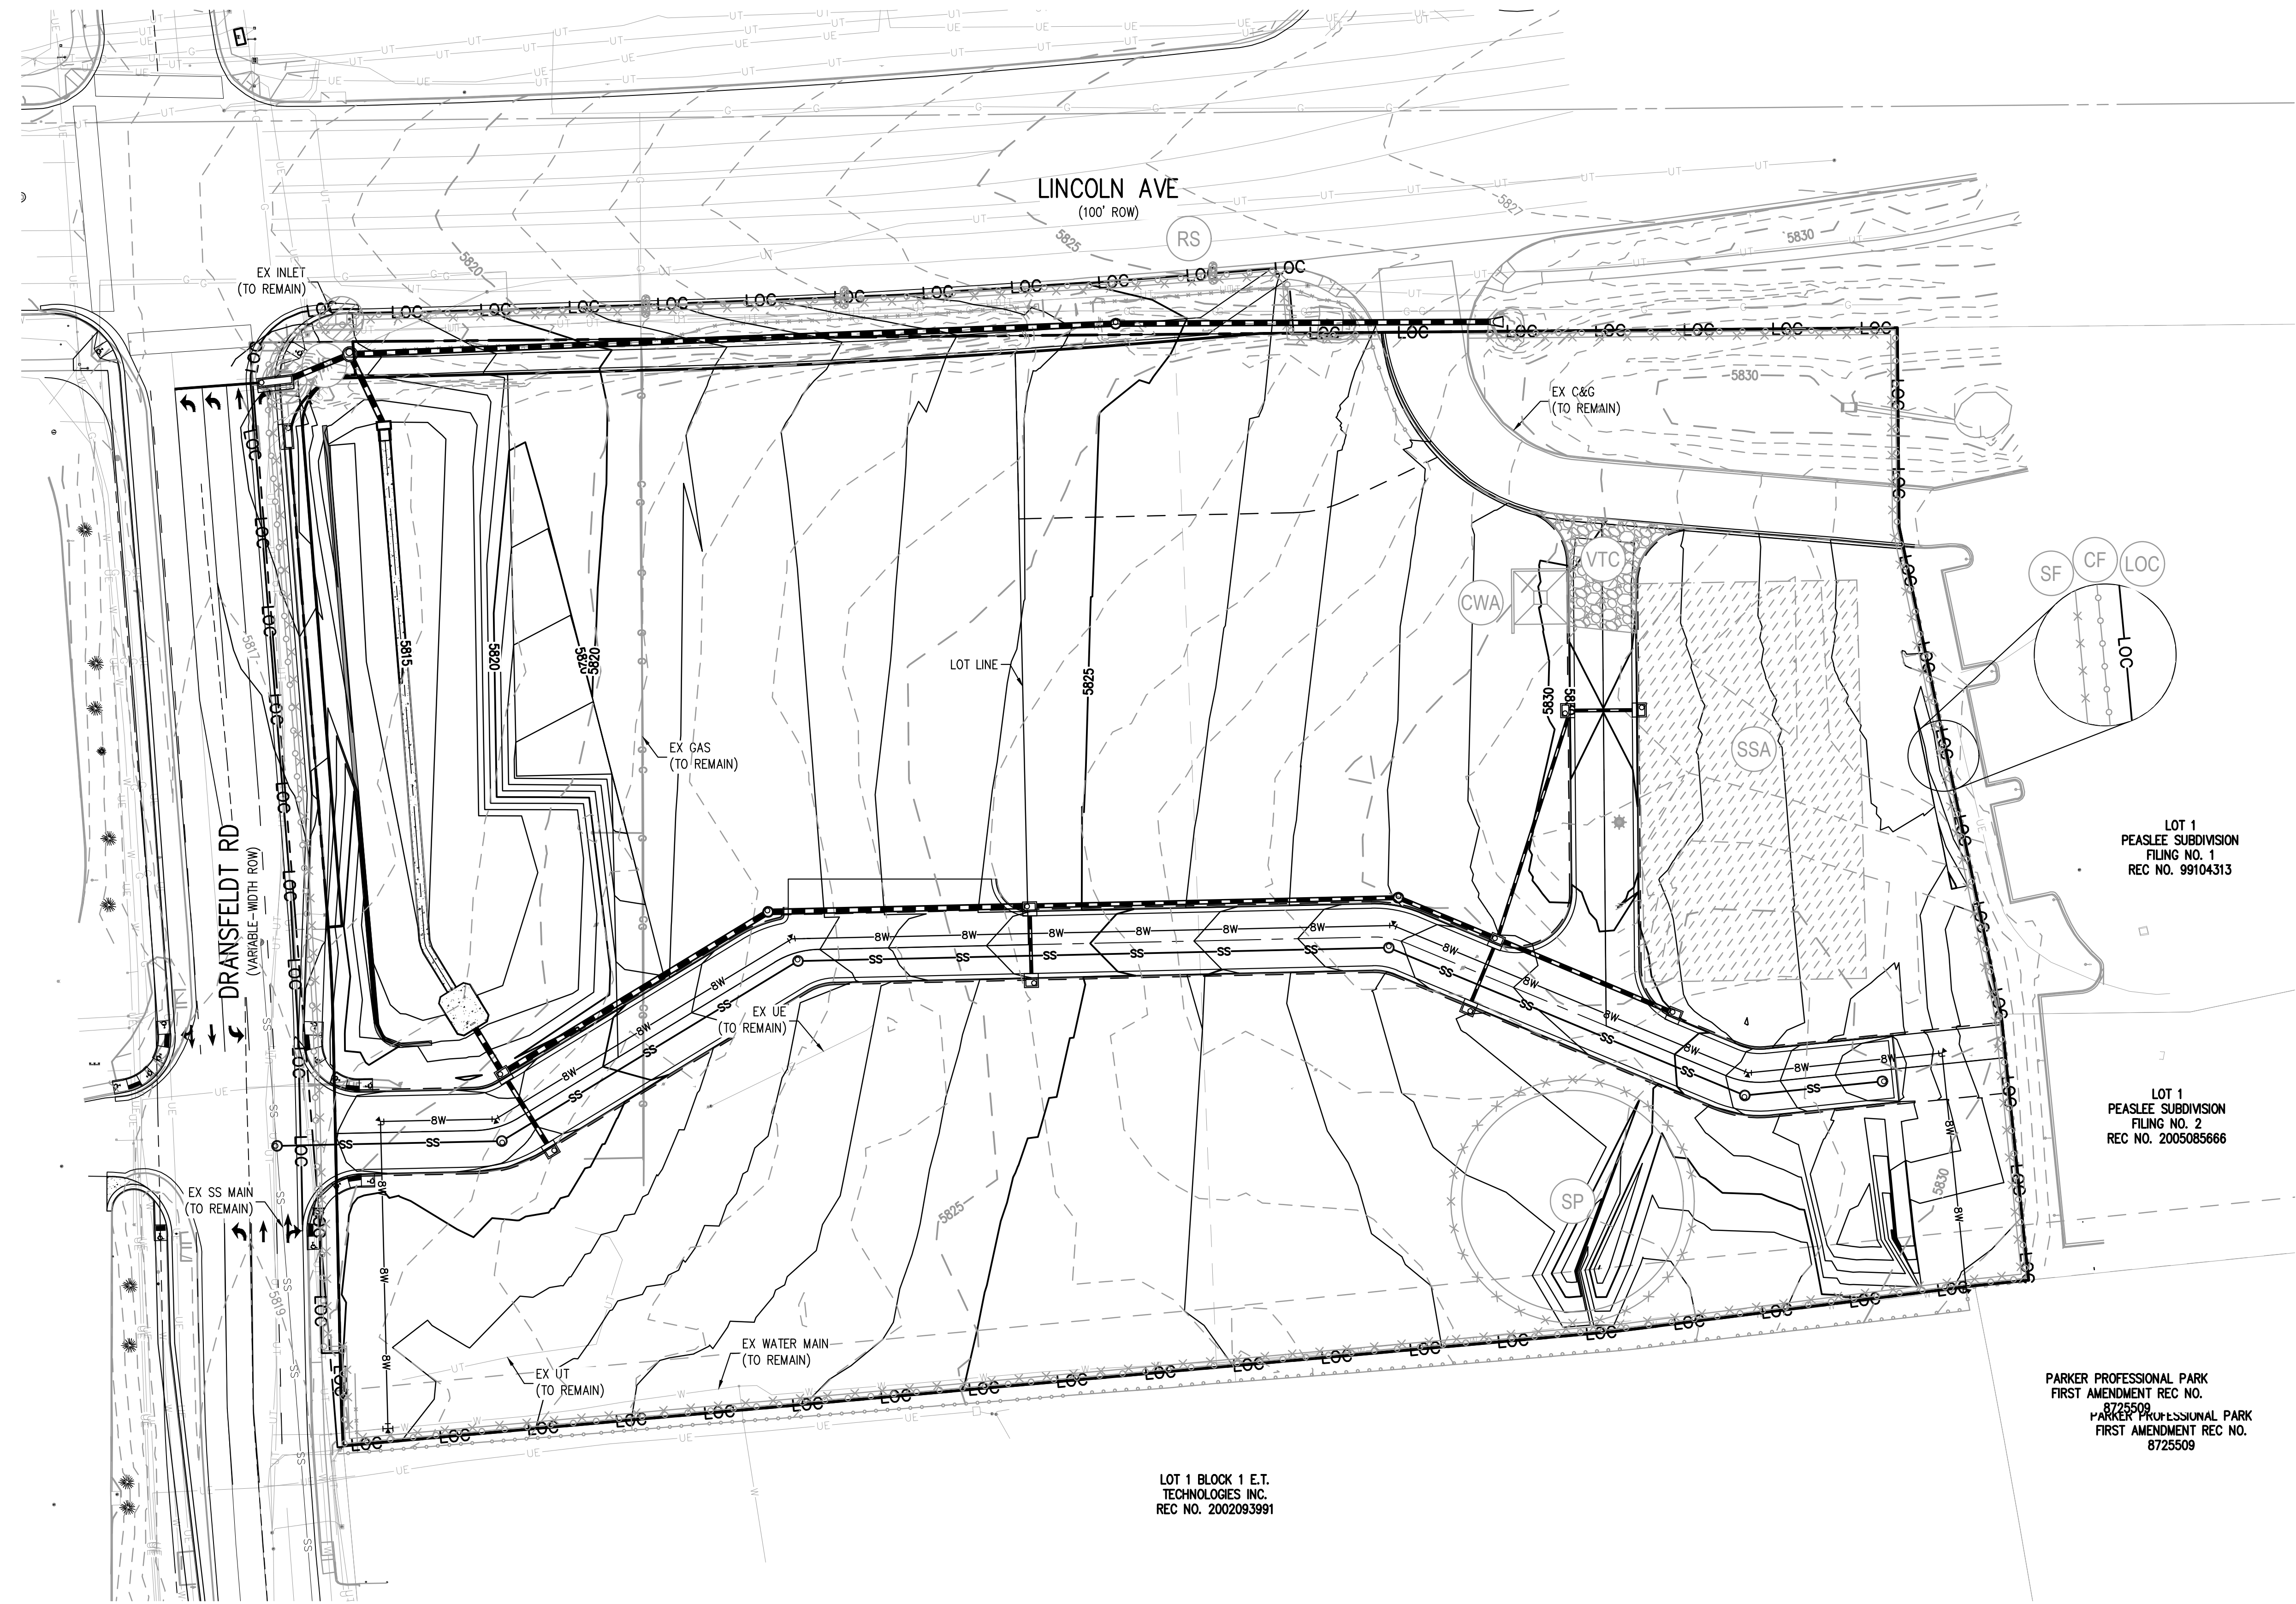 LINCOLN AVE
(100' ROW)
RS
5827
5825
5830
5820
EX INLET
(TO REMAIN)
5830
EX C&G
(TO REMAIN)
VTC
CWA
SF
CF
LOC
LOC
5817
5815
5820
5820
5820
LOT LINE
5825
5830
EX GAS
(TO REMAIN)
SSA
DRANSFELDT RD
(VARIABLE-WIDTH ROW)
LOT 1
PEASLEE SUBDIVISION
FILING NO. 1
REC NO. 99104313
EX UE
(TO REMAIN)
8W
SS
LOT 1
PEASLEE SUBDIVISION
FILING NO. 2
REC NO. 2005085666
EX SS MAIN
(TO REMAIN)
5825
SP
5830
5819
EX WATER MAIN
(TO REMAIN)
EX UT
(TO REMAIN)
PARKER PROFESSIONAL PARK
FIRST AMENDMENT REC NO.
8725509
PARKER PROFESSIONAL PARK
FIRST AMENDMENT REC NO.
8725509
LOT 1 BLOCK 1 E.T.
TECHNOLOGIES INC.
REC NO. 2002093991